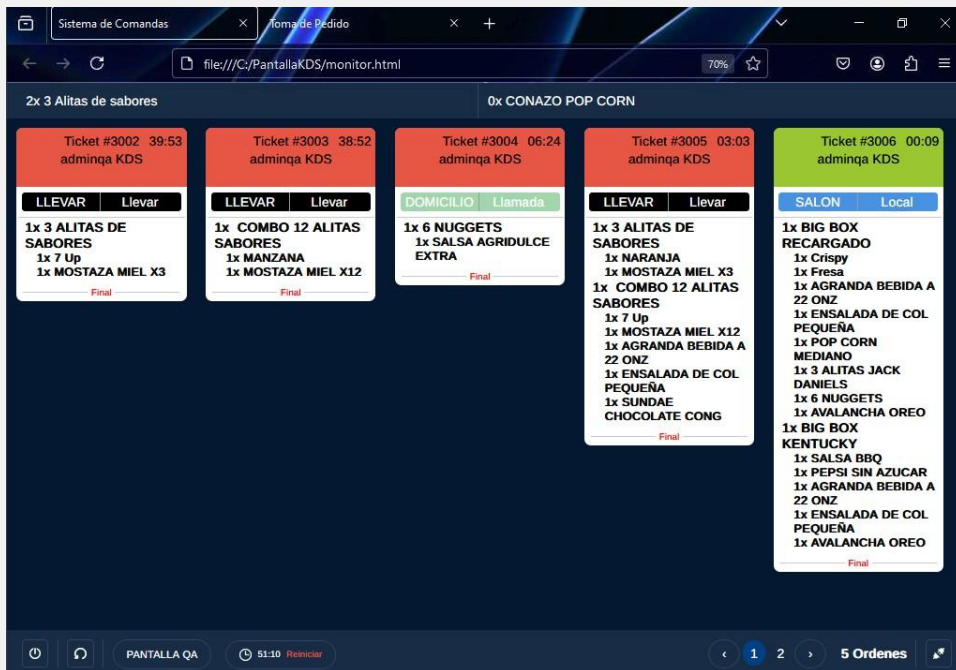 Sistema de Comandas
Toma de Pedido
file:///C:/PantallaKDS/monitor.html
70%
2x 3 Alitas de sabores
0x CONAZO POP CORN
Ticket #3002 39:53
adminqa KDS
LLEVAR Llevar
1x 3 ALITAS DE
SABORES
1x 7 Up
1x MOSTAZA MIEL X3
Final
Ticket #3003 38:52
adminqa KDS
LLEVAR Llevar
1x COMBO 12 ALITAS
SABORES
1x MANZANA
1x MOSTAZA MIEL X12
Final
Ticket #3004 06:24
adminqa KDS
DOMICILIO Llamada
1x 6 NUGGETS
1x SALSA AGRIDULCE
EXTRA
Final
Ticket #3005 03:03
adminqa KDS
LLEVAR Llevar
1x 3 ALITAS DE
SABORES
1x NARANJA
1x MOSTAZA MIEL X3
1x COMBO 12 ALITAS
SABORES
1x 7 Up
1x MOSTAZA MIEL X12
1x AGRANDA BEBIDA A
22 ONZ
1x ENSALADA DE COL
PEQUEÑA
1x SUNDAE
CHOCOLATE CONG
Final
Ticket #3006 00:09
adminqa KDS
SALON Local
1x BIG BOX
RECARGADO
1x Crispy
1x Fresa
1x AGRANDA BEBIDA A
22 ONZ
1x ENSALADA DE COL
PEQUEÑA
1x POP CORN
MEDIANO
1x 3 ALITAS JACK
DANIELS
1x 6 NUGGETS
1x AVALANCHA OREO
1x BIG BOX
KENTUCKY
1x SALSA BBQ
1x PEPSI SIN AZUCAR
1x AGRANDA BEBIDA A
22 ONZ
1x ENSALADA DE COL
PEQUEÑA
1x AVALANCHA OREO
Final
PANTALLA QA
51:10 Reiniciar
‹ 1 2 › 5 Ordenes